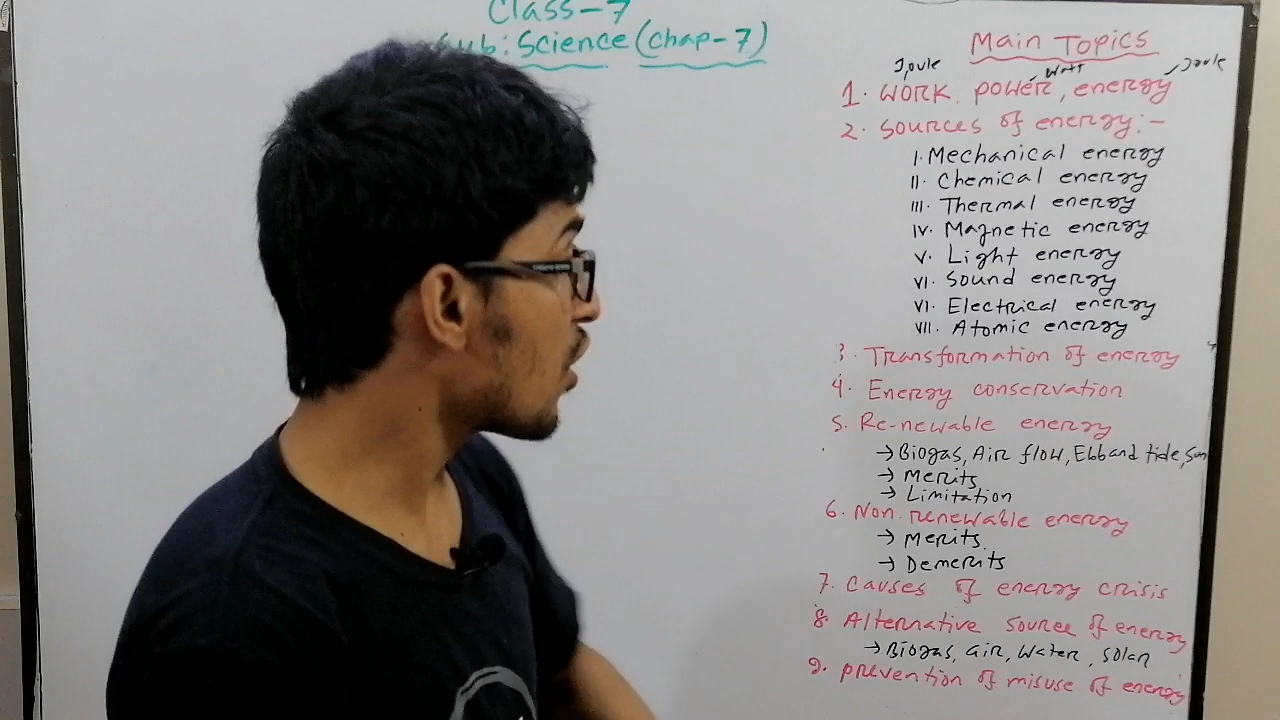 Class-7
Sub: Science (chap-7)
Main Topics
Joule Watt Joule
1. Work, power, energy
2. Sources of energy:-
I. Mechanical energy
II. Chemical energy
III. Thermal energy
IV. Magnetic energy
V. Light energy
VI. Sound energy
VI. Electrical energy
VII. Atomic energy
3. Transformation of energy
4. Energy conservation
5. Re-newable energy
→ Biogas, Air flow, Ebb and tide, sun
→ Merits
→ Limitation
6. Non-renewable energy
→ Merits
→ Demerits
7. Causes of energy crisis
8. Alternative source of energy
→ Biogas, air, water, solar
9. prevention of misuse of energy